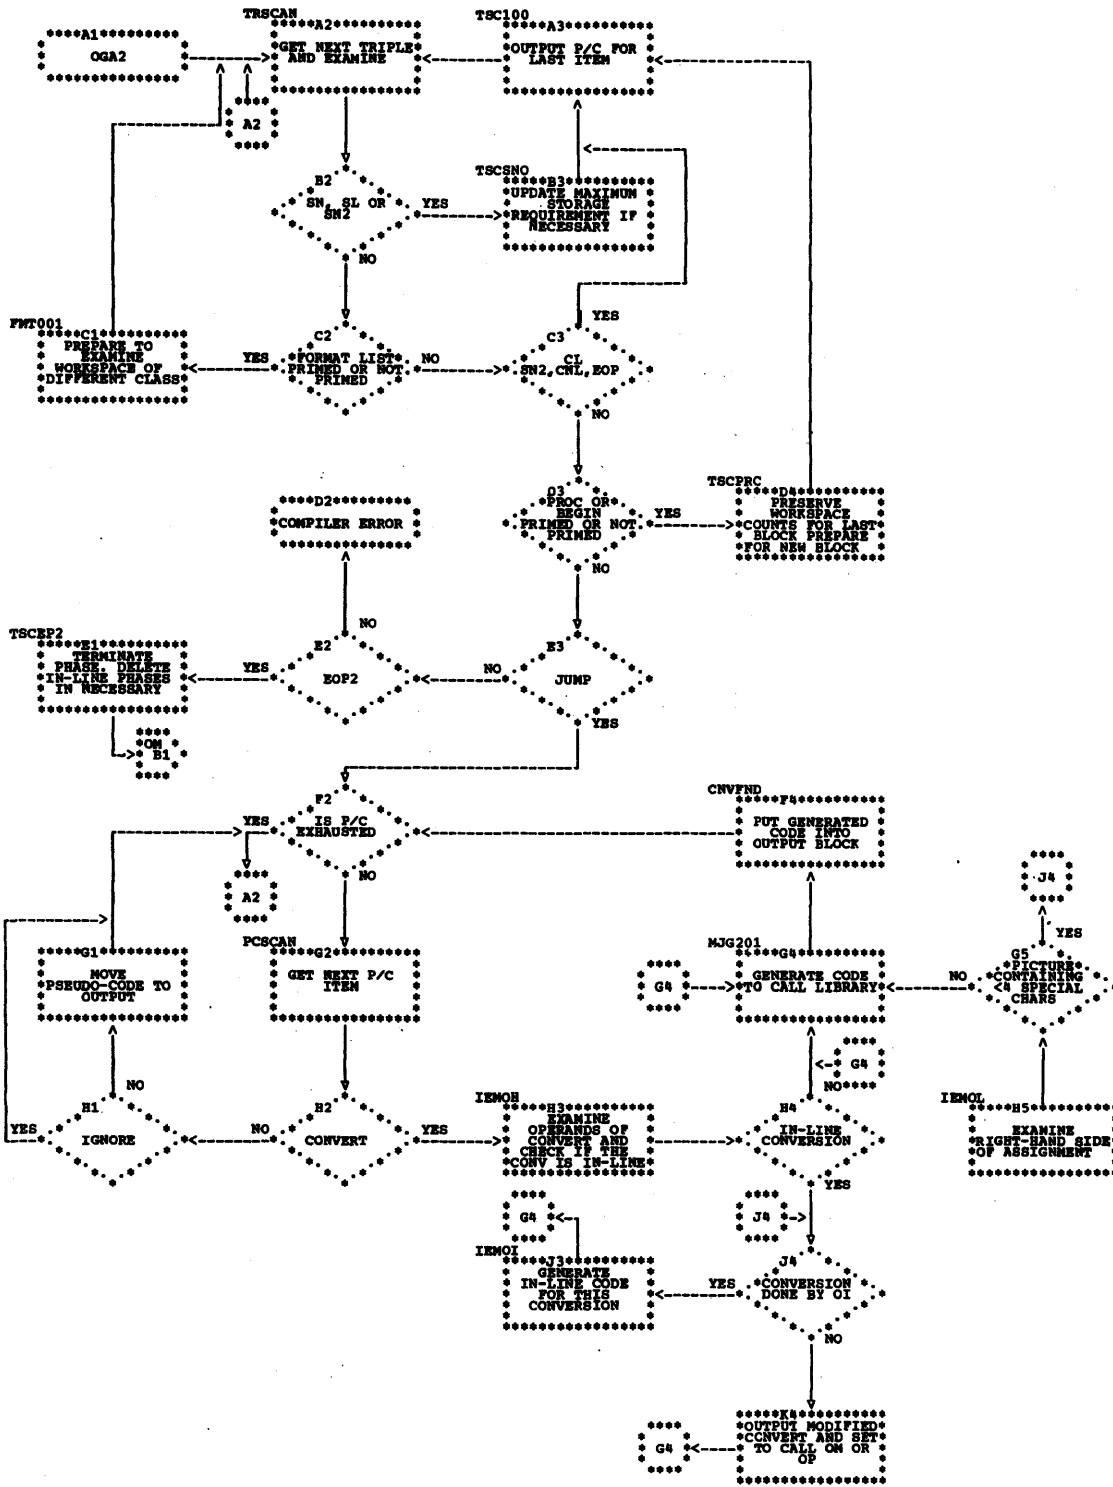 TRSCAN
TSC100
A1
A2
A3
OGA2
GET NEXT TRIPLE
AND EXAMINE
OUTPUT P/C FOR
LAST ITEM
A2
TSCSNO
B2
SN, SL OR
SN2
YES
NO
B3
UPDATE MAXIMUM
STORAGE
REQUIREMENT IF
NECESSARY
FMT001
C1
PREPARE TO
EXAMINE
WORKSPACE OF
DIFFERENT CLASS
YES
C2
FORMAT LIST
PRIMED OR NOT
PRIMED
NO
C3
CL
SN2,CNL,EOP
YES
NO
D2
COMPILER ERROR
D3
PROC OR
BEGIN
PRIMED OR NOT
PRIMED
YES
NO
TSCPRC
D4
PRESERVE
WORKSPACE
COUNTS FOR LAST
BLOCK PREPARE
FOR NEW BLOCK
TSCEP2
E1
TERMINATE
PHASE. DELETE
IN-LINE PHASES
IN NECESSARY
YES
NO
E2
EOP2
NO
E3
JUMP
YES
OM
B1
CNVFND
F2
IS P/C
EXHAUSTED
YES
NO
F4
PUT GENERATED
CODE INTO
OUTPUT BLOCK
A2
J4
YES
PCSCAN
MJG201
G1
MOVE
PSEUDO-CODE TO
OUTPUT
G2
GET NEXT P/C
ITEM
G4
G4
GENERATE CODE
TO CALL LIBRARY
NO
G5
PICTURE
CONTAINING
<4 SPECIAL
CHARS
G4
NO
NO
IEMOH
IEMOL
YES
H1
IGNORE
NO
H2
CONVERT
YES
H3
EXAMINE
OPERANDS OF
CONVERT AND
CHECK IF THE
CONV IS IN-LINE
H4
IN-LINE
CONVERSION
YES
H5
EXAMINE
RIGHT-HAND SIDE
OF ASSIGNMENT
G4
J4
IEMOI
J3
GENERATE
IN-LINE CODE
FOR THIS
CONVERSION
YES
J4
CONVERSION
DONE BY OI
NO
G4
K4
OUTPUT MODIFIED
CONVERT AND SET
TO CALL OM OR
OP